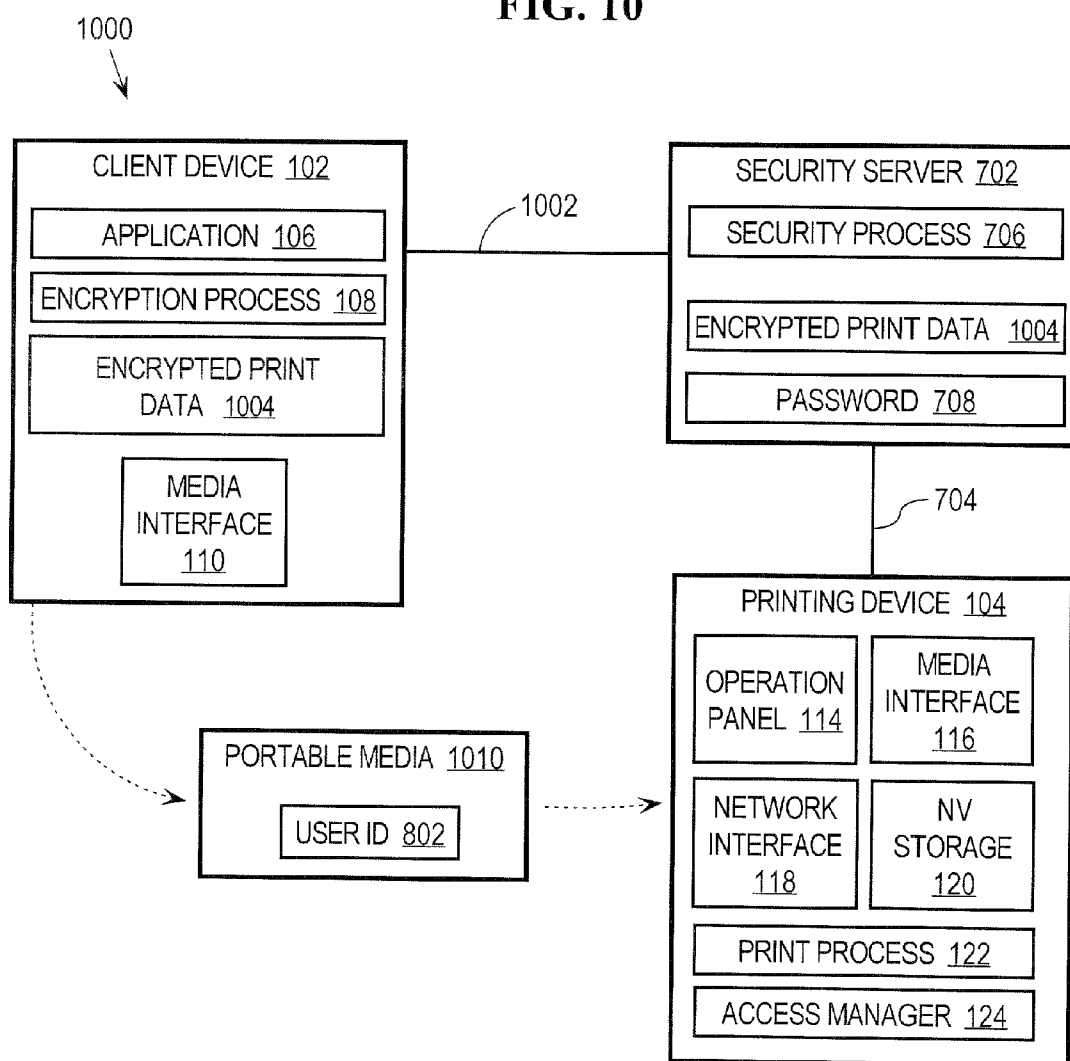 FIG. 10
1000
CLIENT DEVICE 102
APPLICATION 106
ENCRYPTION PROCESS 108
ENCRYPTED PRINT
DATA 1004
MEDIA
INTERFACE
110
1002
SECURITY SERVER 702
SECURITY PROCESS 706
ENCRYPTED PRINT DATA 1004
PASSWORD 708
704
PORTABLE MEDIA 1010
USER ID 802
PRINTING DEVICE 104
OPERATION
PANEL 114
MEDIA
INTERFACE
116
NETWORK
INTERFACE
118
NV
STORAGE
120
PRINT PROCESS 122
ACCESS MANAGER 124